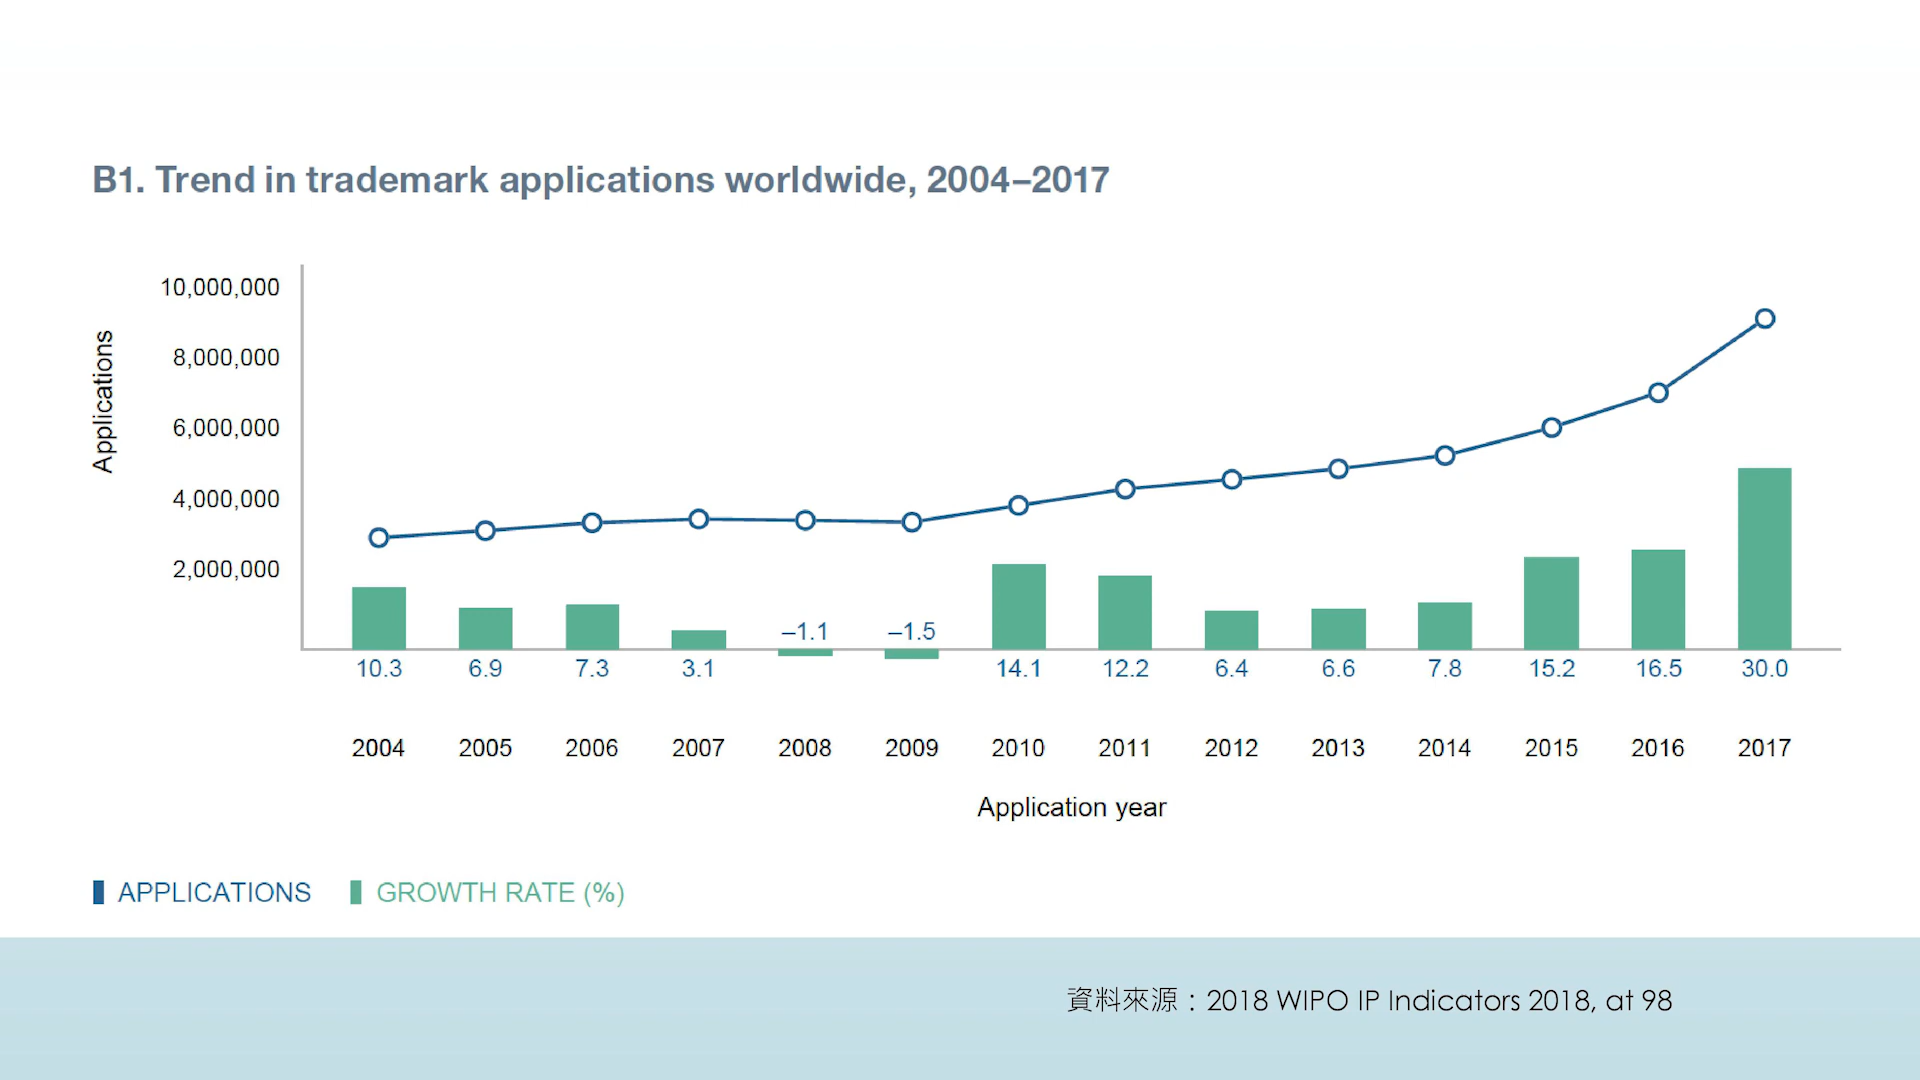 B1. Trend in trademark applications worldwide, 2004–2017
Applications
10,000,000
8,000,000
6,000,000
4,000,000
2,000,000
–1.1 –1.5
10.3 6.9 7.3 3.1 14.1 12.2 6.4 6.6 7.8 15.2 16.5 30.0
2004 2005 2006 2007 2008 2009 2010 2011 2012 2013 2014 2015 2016 2017
Application year
APPLICATIONS GROWTH RATE (%)
資料來源：2018 WIPO IP Indicators 2018, at 98